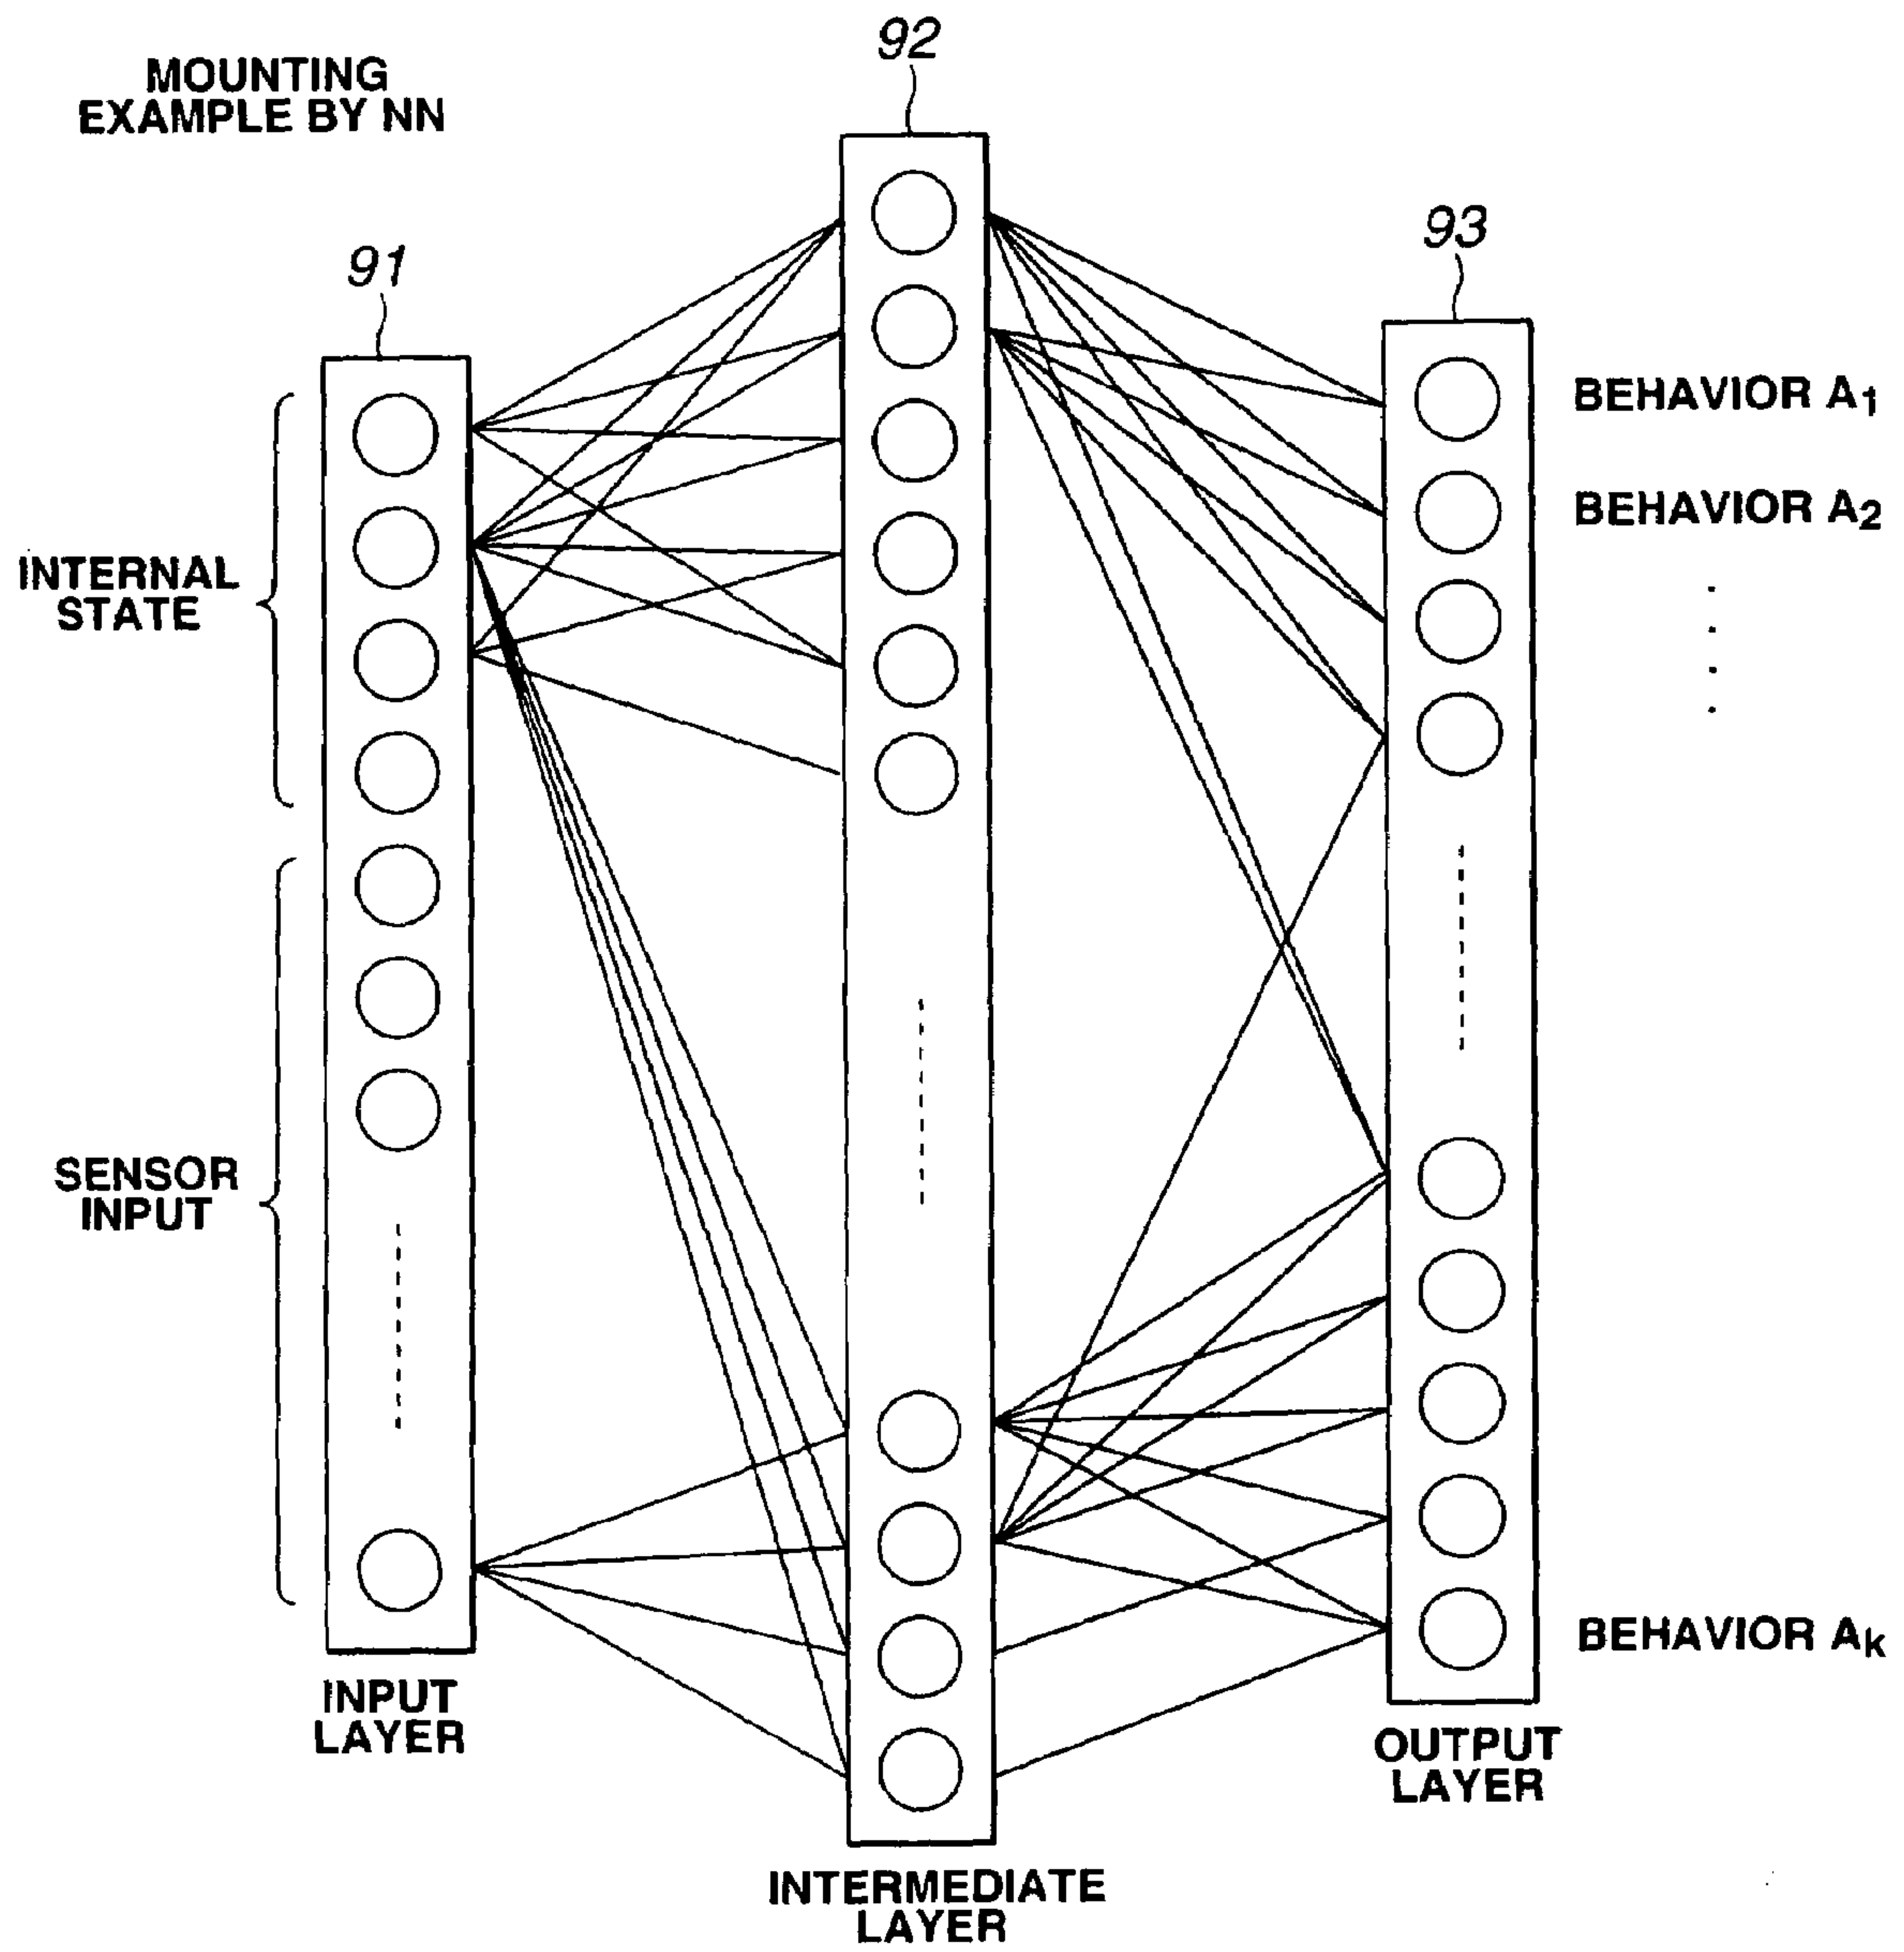 92
MOUNTING
EXAMPLE BY NN
93
91
BEHAVIOR A1
BEHAVIOR A2
INTERNAL
STATE
SENSOR
INPUT
BEHAVIOR Ak
INPUT
LAYER
OUTPUT
LAYER
INTERMEDIATE
LAYER